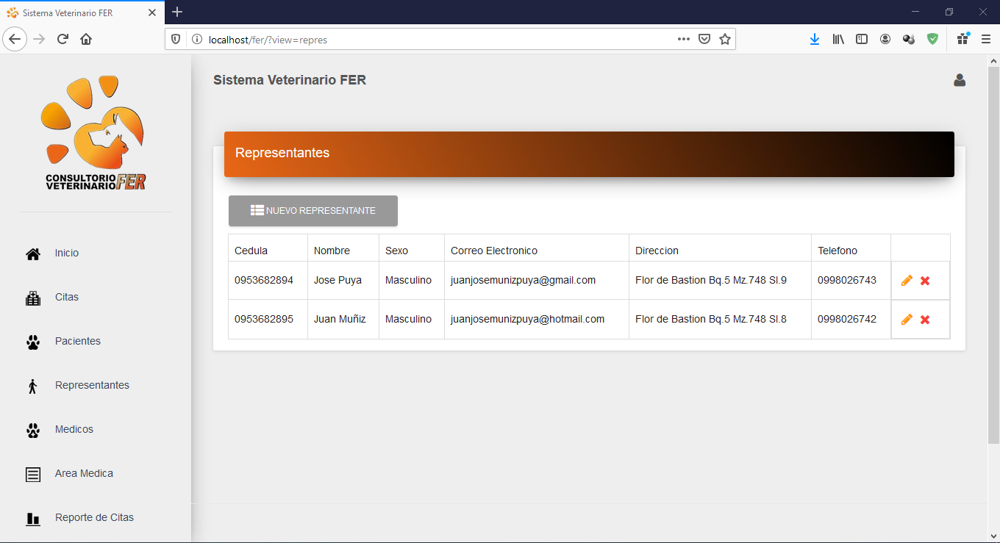 Sistema Veterinario FER
localhost/fer/?view=repres
CONSULTORIO
VETERINARIO FER
Inicio
Citas
Pacientes
Representantes
Medicos
Area Medica
Reporte de Citas
Sistema Veterinario FER
Representantes
NUEVO REPRESENTANTE
Cedula Nombre Sexo Correo Electronico Direccion Telefono
0953682894 Jose Puya Masculino juanjosemunizpuya@gmail.com Flor de Bastion Bq.5 Mz.748 Sl.9 0998026743
0953682895 Juan Muñiz Masculino juanjosemunizpuya@hotmail.com Flor de Bastion Bq.5 Mz.748 Sl.8 0998026742